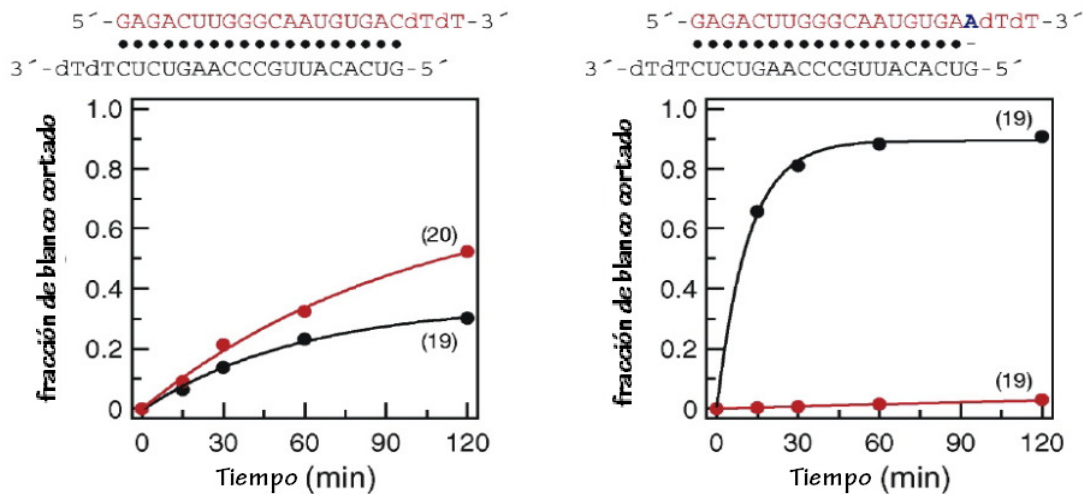 5´-GAGACUUGGGCAAUGUGACdTdT-3´
3´-dTdTCUCUGAACCCGUUACACUG-5´
fracción de blanco cortado
1.0
0.8
0.6
0.4
0.2
0
(20)
(19)
0 30 60 90 120
Tiempo (min)
5´-GAGACUUGGGCAAUGUGAAdTdT-3´
3´-dTdTCUCUGAACCCGUUACACUG-5´
fracción de blanco cortado
1.0
0.8
0.6
0.4
0.2
0
(19)
(19)
0 30 60 90 120
Tiempo (min)